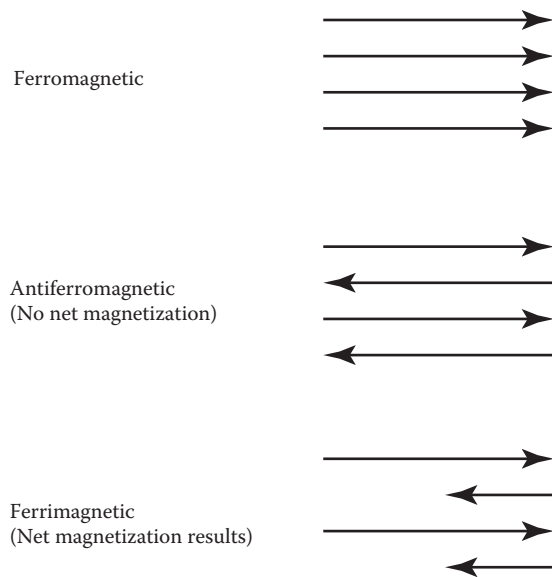 Ferromagnetic
Antiferromagnetic
(No net magnetization)
Ferrimagnetic
(Net magnetization results)